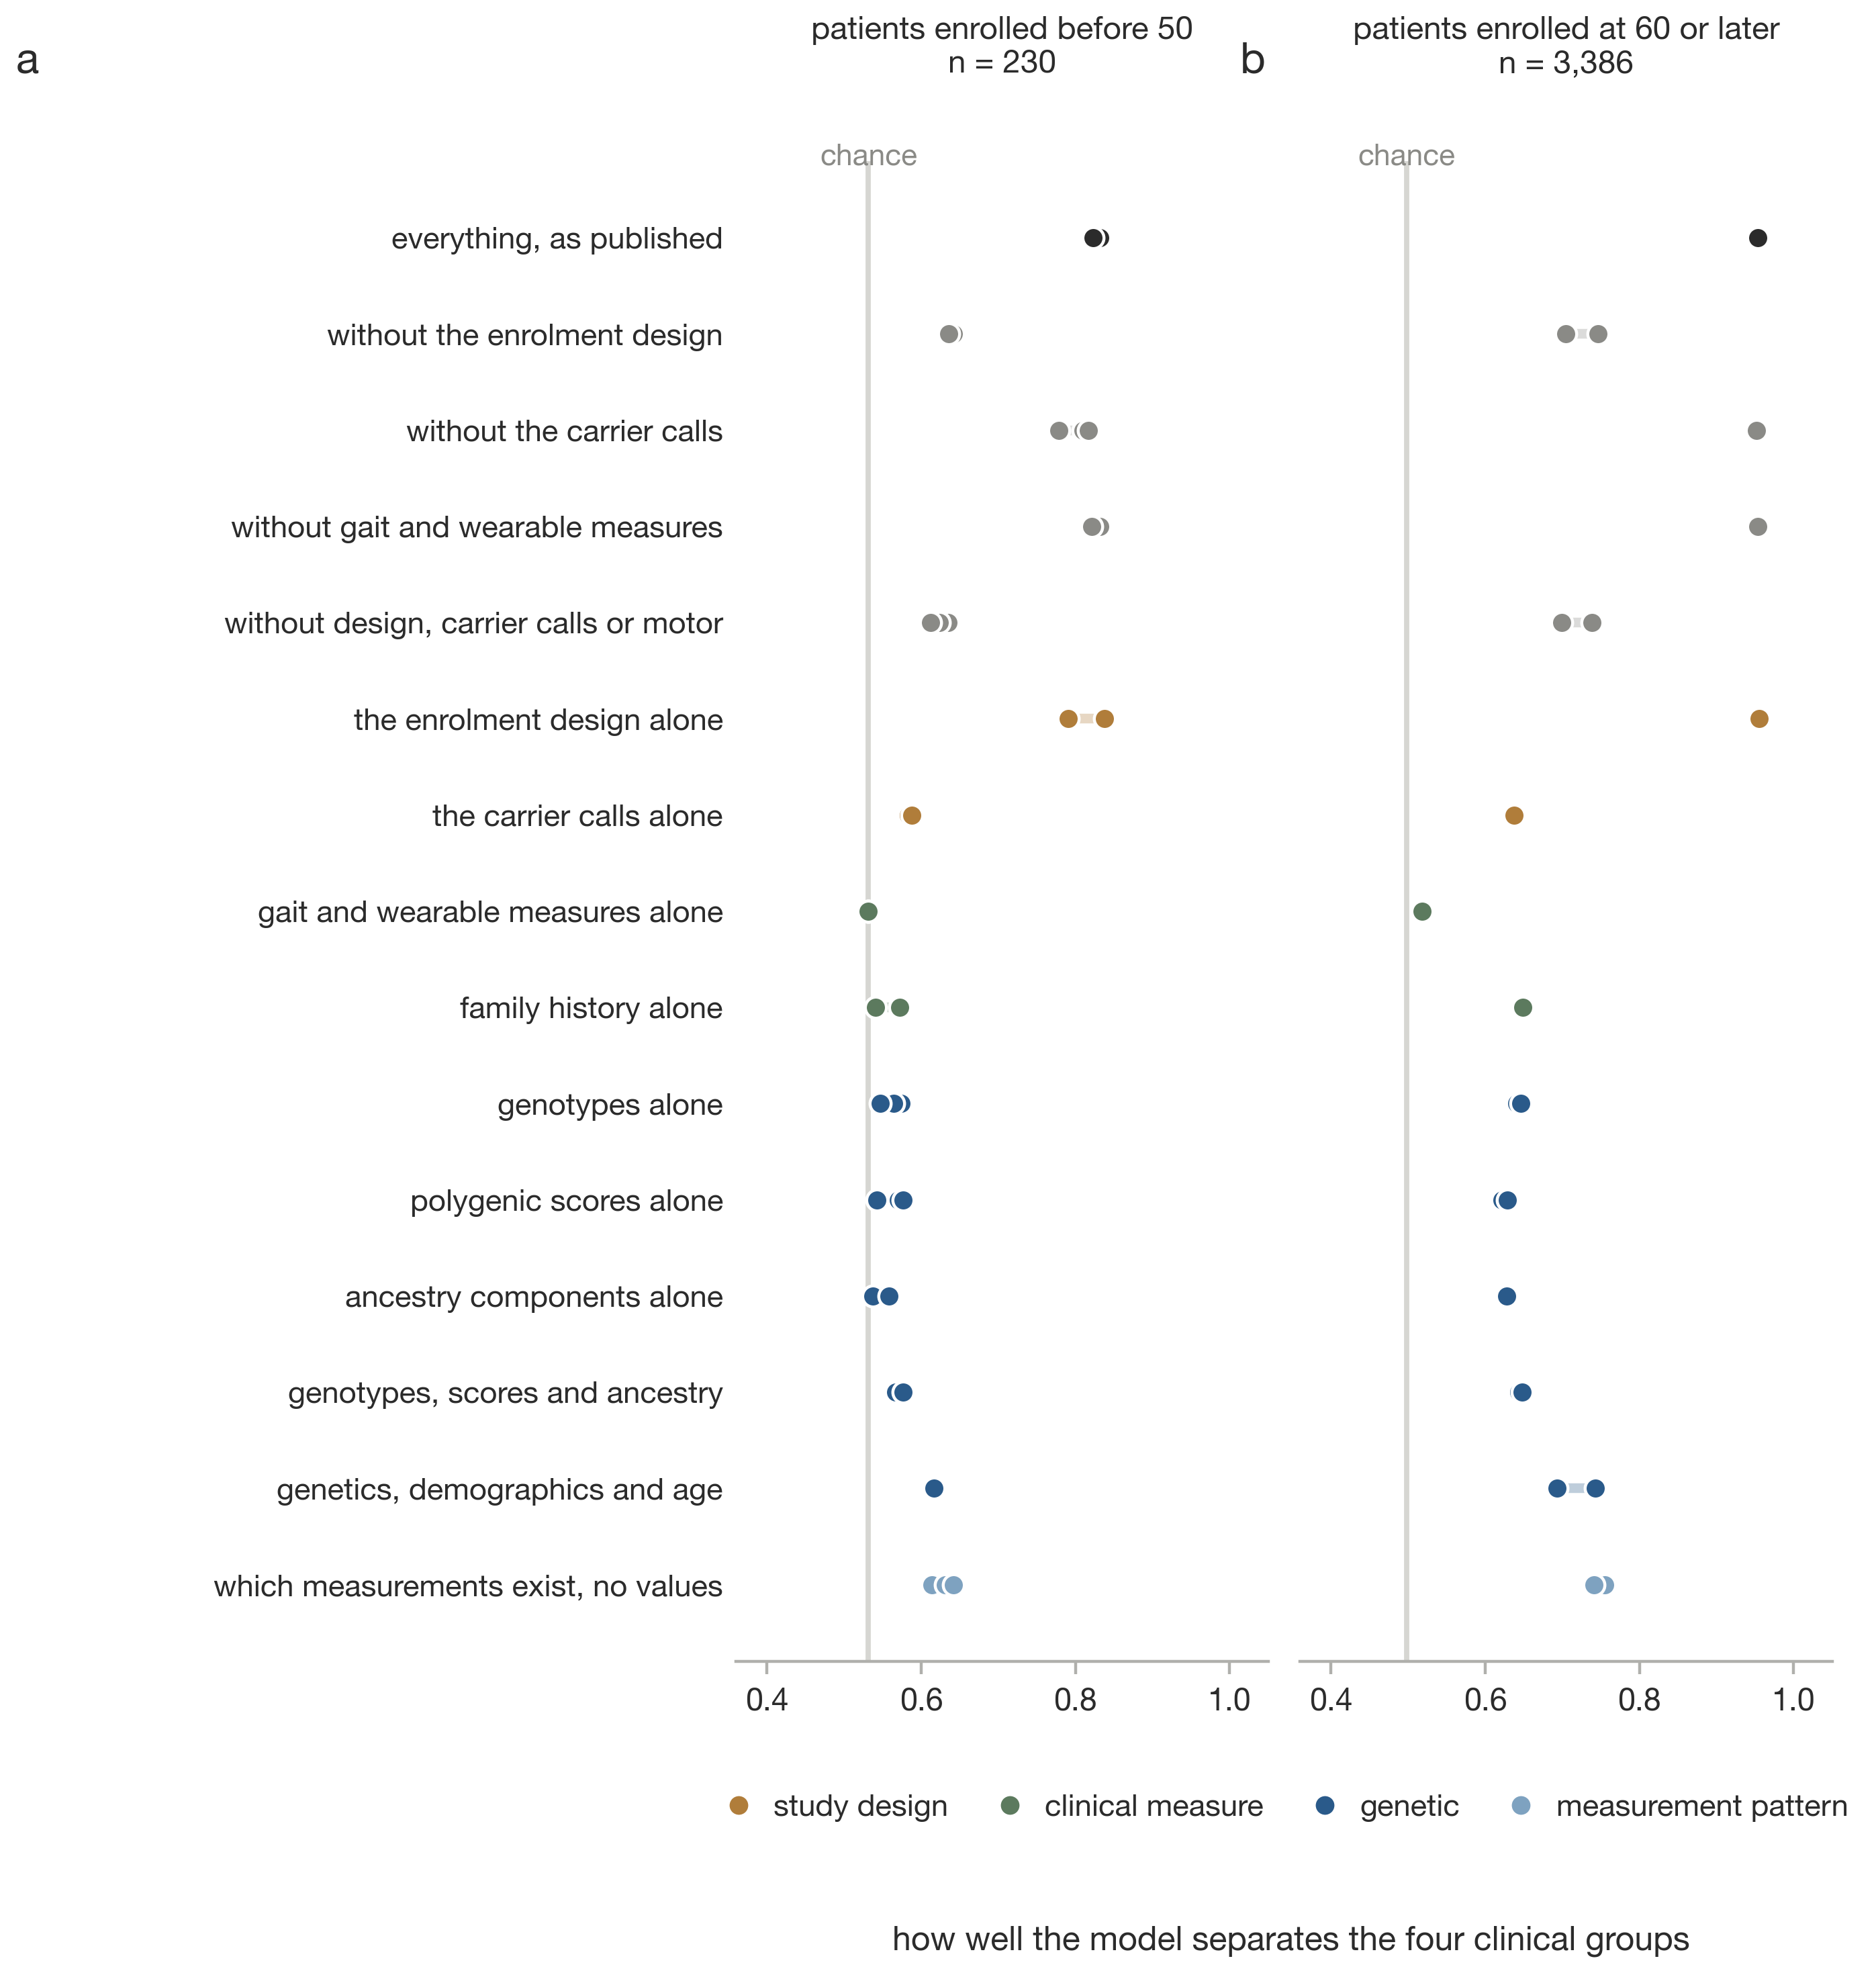 a
patients enrolled before 50
n = 230
b
patients enrolled at 60 or later
n = 3,386
chance
chance
everything, as published
without the enrolment design
without the carrier calls
without gait and wearable measures
without design, carrier calls or motor
the enrolment design alone
the carrier calls alone
gait and wearable measures alone
family history alone
genotypes alone
polygenic scores alone
ancestry components alone
genotypes, scores and ancestry
genetics, demographics and age
which measurements exist, no values
0.4 0.6 0.8 1.0
0.4 0.6 0.8 1.0
study design
clinical measure
genetic
measurement pattern
how well the model separates the four clinical groups